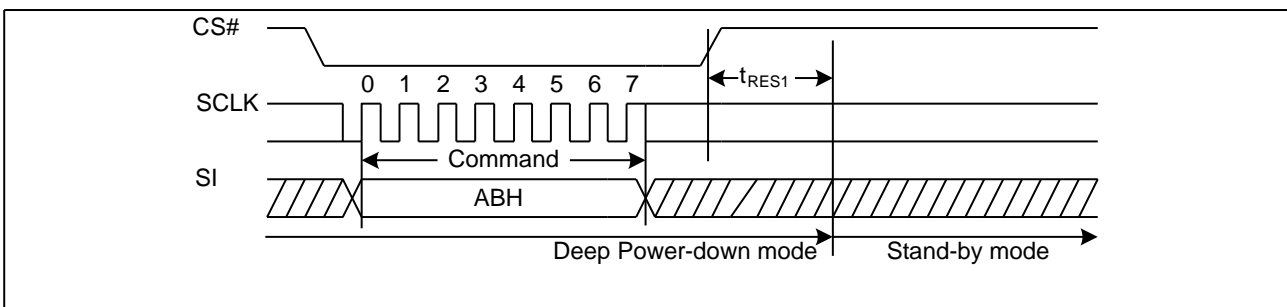 CS#
tRES1
0 1 2 3 4 5 6 7
SCLK
Command
SI
ABH
Deep Power-down mode Stand-by mode